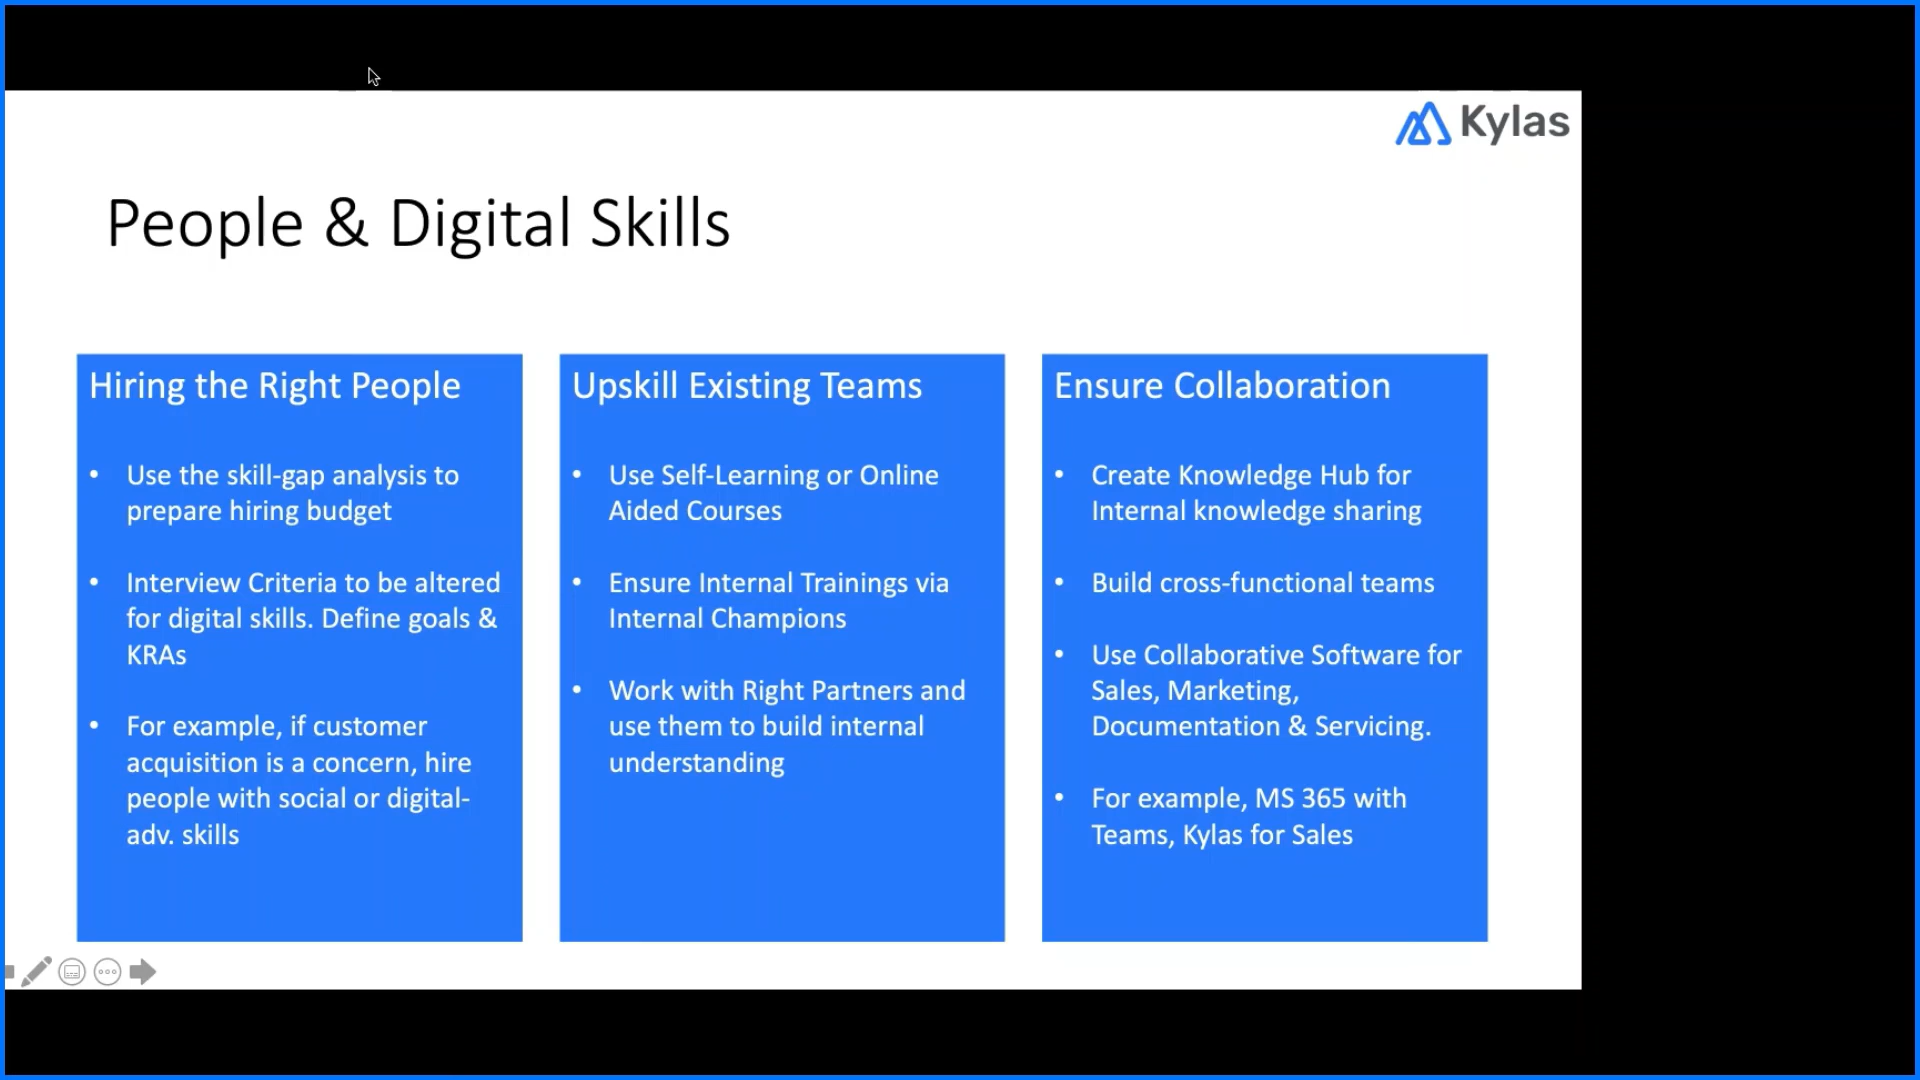 Kylas
People & Digital Skills
Hiring the Right People
• Use the skill-gap analysis to
prepare hiring budget
• Interview Criteria to be altered
for digital skills. Define goals &
KRAs
• For example, if customer
acquisition is a concern, hire
people with social or digital-
adv. skills
Upskill Existing Teams
• Use Self-Learning or Online
Aided Courses
• Ensure Internal Trainings via
Internal Champions
• Work with Right Partners and
use them to build internal
understanding
Ensure Collaboration
• Create Knowledge Hub for
Internal knowledge sharing
• Build cross-functional teams
• Use Collaborative Software for
Sales, Marketing,
Documentation & Servicing.
• For example, MS 365 with
Teams, Kylas for Sales